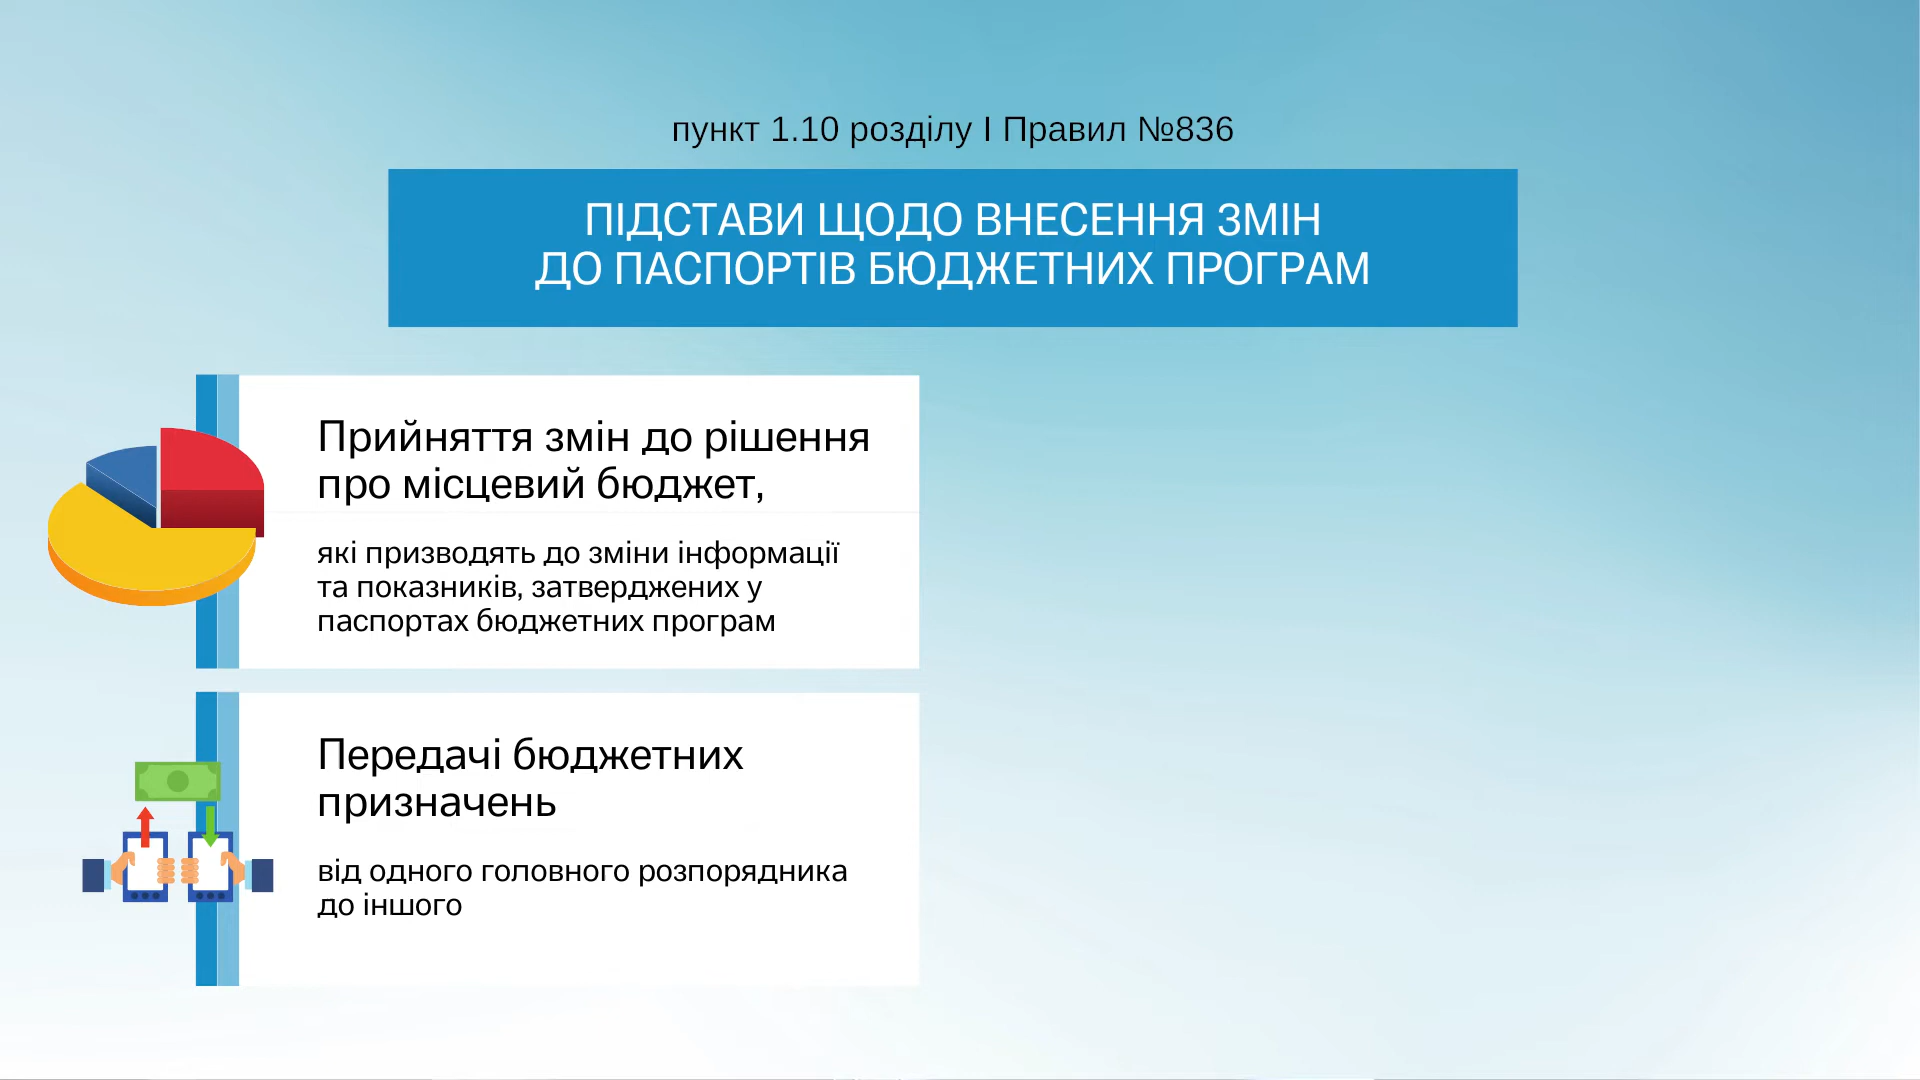 пункт 1.10 розділу І Правил №836
ПІДСТАВИ ЩОДО ВНЕСЕННЯ ЗМІН
ДО ПАСПОРТІВ БЮДЖЕТНИХ ПРОГРАМ
Прийняття змін до рішення
про місцевий бюджет,
які призводять до зміни інформації
та показників, затверджених у
паспортах бюджетних програм
Передачі бюджетних
призначень
від одного головного розпорядника
до іншого